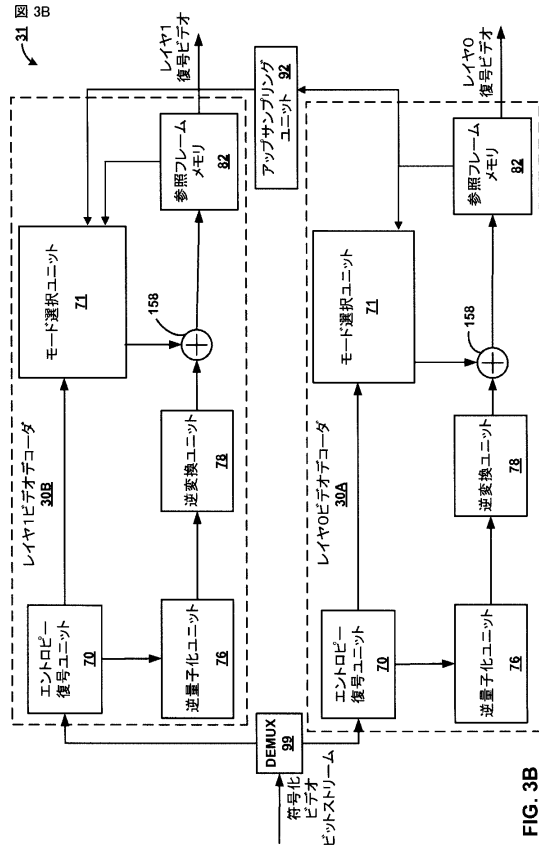 図 3B
31
レイヤ1ビデオデコーダ
30B
エントロピー
復号ユニット
70
モード選択ユニット
71
逆量子化ユニット
76
逆変換ユニット
78
158
参照フレーム
メモリ
82
レイヤ1
復号ビデオ
アップサンプリング
ユニット
92
DEMUX
99
符号化
ビデオ
ビットストリーム
レイヤ0ビデオデコーダ
30A
エントロピー
復号ユニット
70
モード選択ユニット
71
逆量子化ユニット
76
逆変換ユニット
78
158
参照フレーム
メモリ
82
レイヤ0
復号ビデオ
FIG. 3B